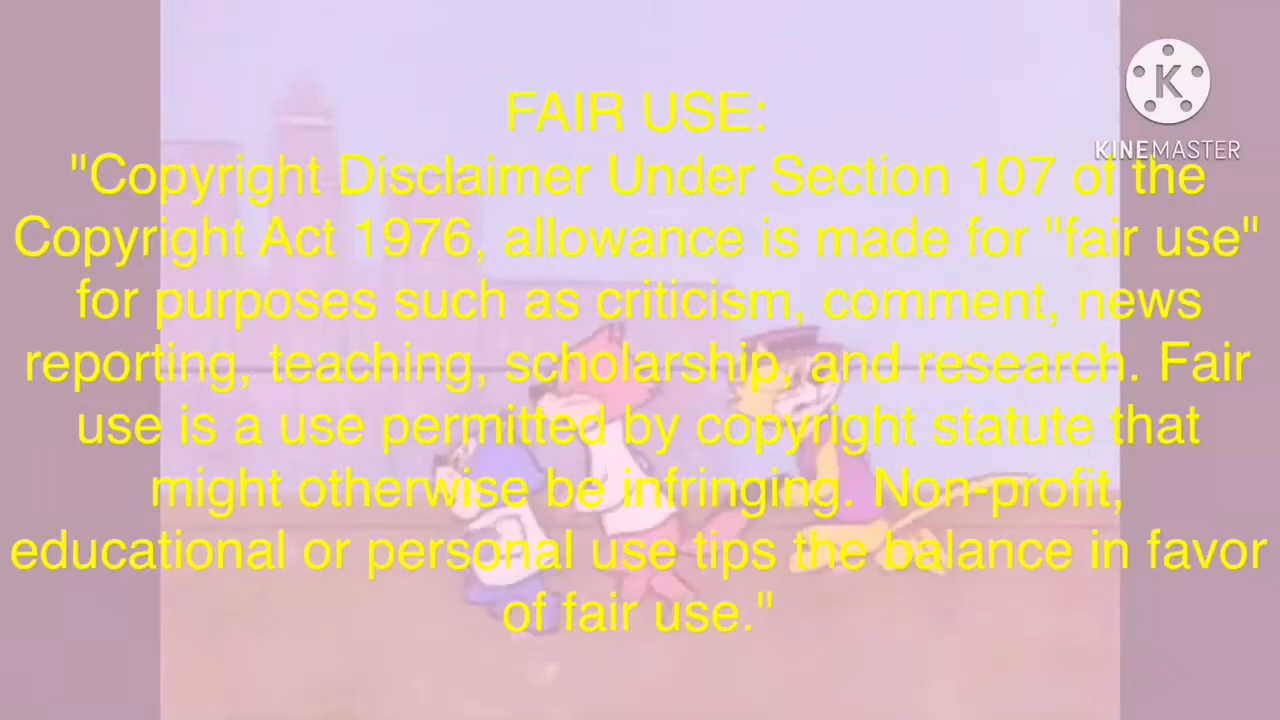 FAIR USE:
"Copyright Disclaimer Under Section 107 of the
Copyright Act 1976, allowance is made for "fair use"
for purposes such as criticism, comment, news
reporting, teaching, scholarship, and research. Fair
use is a use permitted by copyright statute that
might otherwise be infringing. Non-profit,
educational or personal use tips the balance in favor
of fair use."
K
KINEMASTER